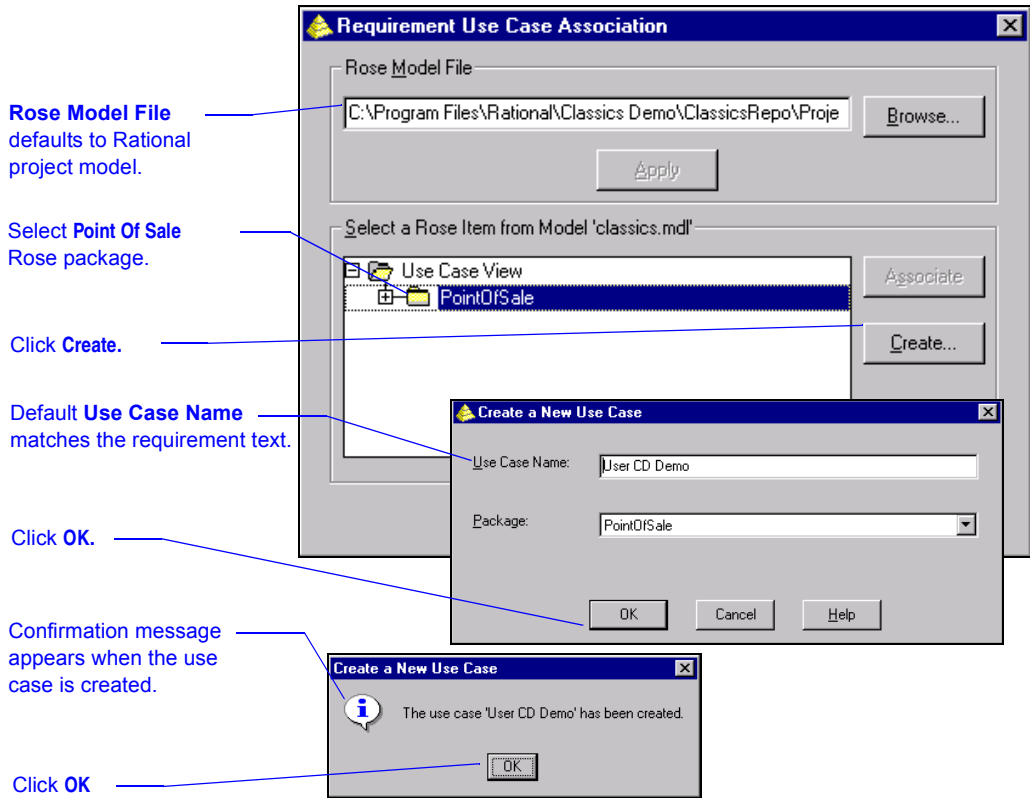 Requirement Use Case Association
Rose Model File
Rose Model File
defaults to Rational
project model.
C:\Program Files\Rational\Classics Demo\ClassicsRepo\Proje
Browse...
Apply
Select Point Of Sale
Rose package.
Select a Rose Item from Model 'classics.mdl'
Use Case View
PointOfSale
Associate
Click Create.
Create...
Default Use Case Name
matches the requirement text.
Create a New Use Case
Use Case Name:
User CD Demo
Package:
PointOfSale
Click OK.
OK
Cancel
Help
Confirmation message
appears when the use
case is created.
Create a New Use Case
The use case 'User CD Demo' has been created.
OK
Click OK